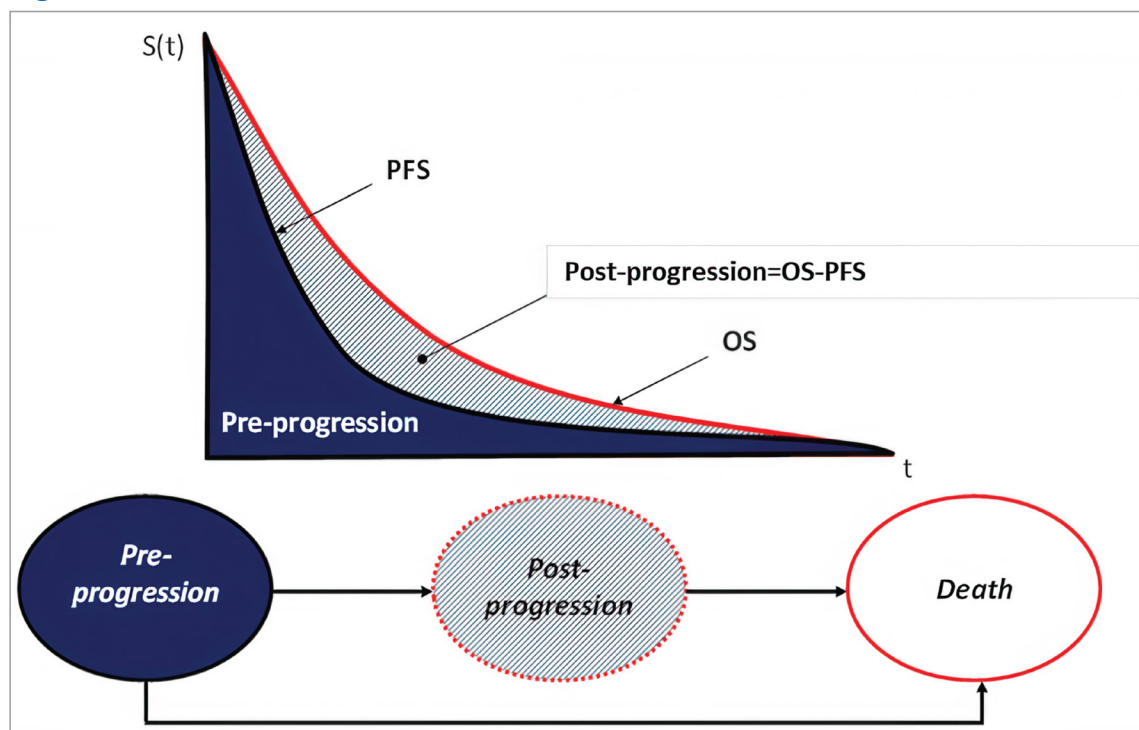 S(t)
PFS
Post-progression=OS-PFS
OS
Pre-progression
t
Pre-
progression
Post-
progression
Death